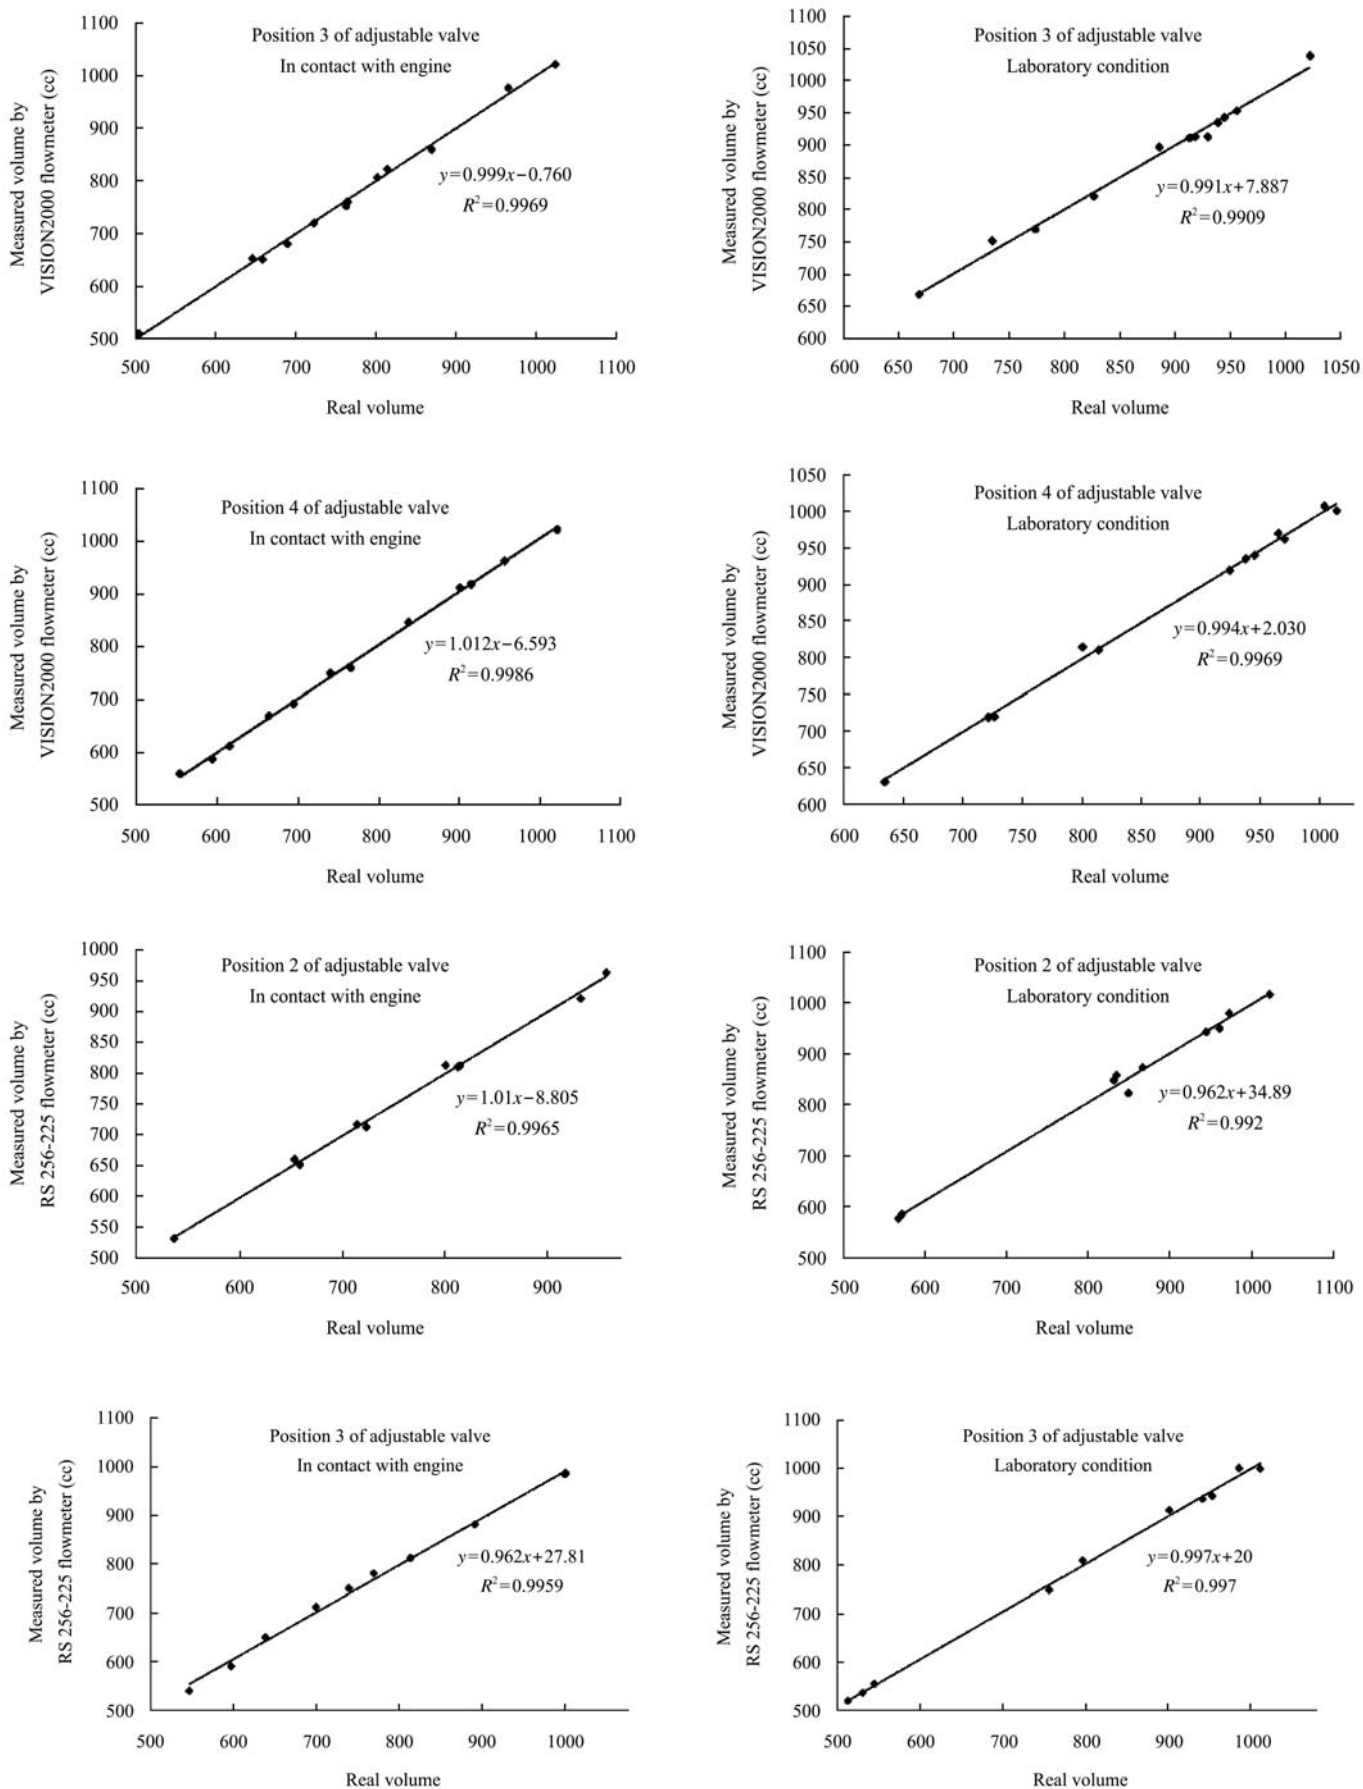 Position 3 of adjustable valve
In contact with engine
Measured volume by
VISION2000 flowmeter (cc)
1100
1000
900
800
700
600
500
y=0.999x−0.760
R²=0.9969
500 600 700 800 900 1000 1100
Real volume
Position 3 of adjustable valve
Laboratory condition
Measured volume by
VISION2000 flowmeter (cc)
1100
1050
1000
950
900
850
800
750
700
650
600
y=0.991x+7.887
R²=0.9909
600 700 750 800 850 900 950 1000 1050
Real volume
Position 4 of adjustable valve
In contact with engine
Measured volume by
VISION2000 flowmeter (cc)
1100
1000
900
800
700
600
500
y=1.012x−6.593
R²=0.9986
500 600 700 800 900 1000 1100
Real volume
Position 4 of adjustable valve
Laboratory condition
Measured volume by
VISION2000 flowmeter (cc)
1050
1000
950
900
850
800
750
700
650
600
y=0.994x+2.030
R²=0.9969
600 650 700 750 800 850 900 950 1000
Real volume
Position 2 of adjustable valve
In contact with engine
Measured volume by
RS 256-225 flowmeter (cc)
1000
950
900
850
800
750
700
650
600
550
500
y=1.01x−8.805
R²=0.9965
500 600 700 800 900
Real volume
Position 2 of adjustable valve
Laboratory condition
Measured volume by
RS 256-225 flowmeter (cc)
1100
1000
900
800
700
600
500
y=0.962x+34.89
R²=0.992
500 600 700 800 900 1000 1100
Real volume
Position 3 of adjustable valve
In contact with engine
Measured volume by
RS 256-225 flowmeter (cc)
1100
1000
900
800
700
600
500
y=0.962x+27.81
R²=0.9959
500 600 700 800 900 1000
Real volume
Position 3 of adjustable valve
Laboratory condition
Measured volume by
RS 256-225 flowmeter (cc)
1100
1000
900
800
700
600
500
y=0.997x+20
R²=0.997
500 600 700 800 900 1000
Real volume